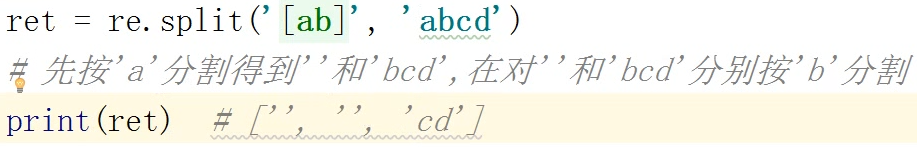 ret = re.split('[ab]', 'abcd')
# 先按'a'分割得到''和'bcd',在对''和'bcd'分别按'b'分割
print(ret)  # ['', '', 'cd']